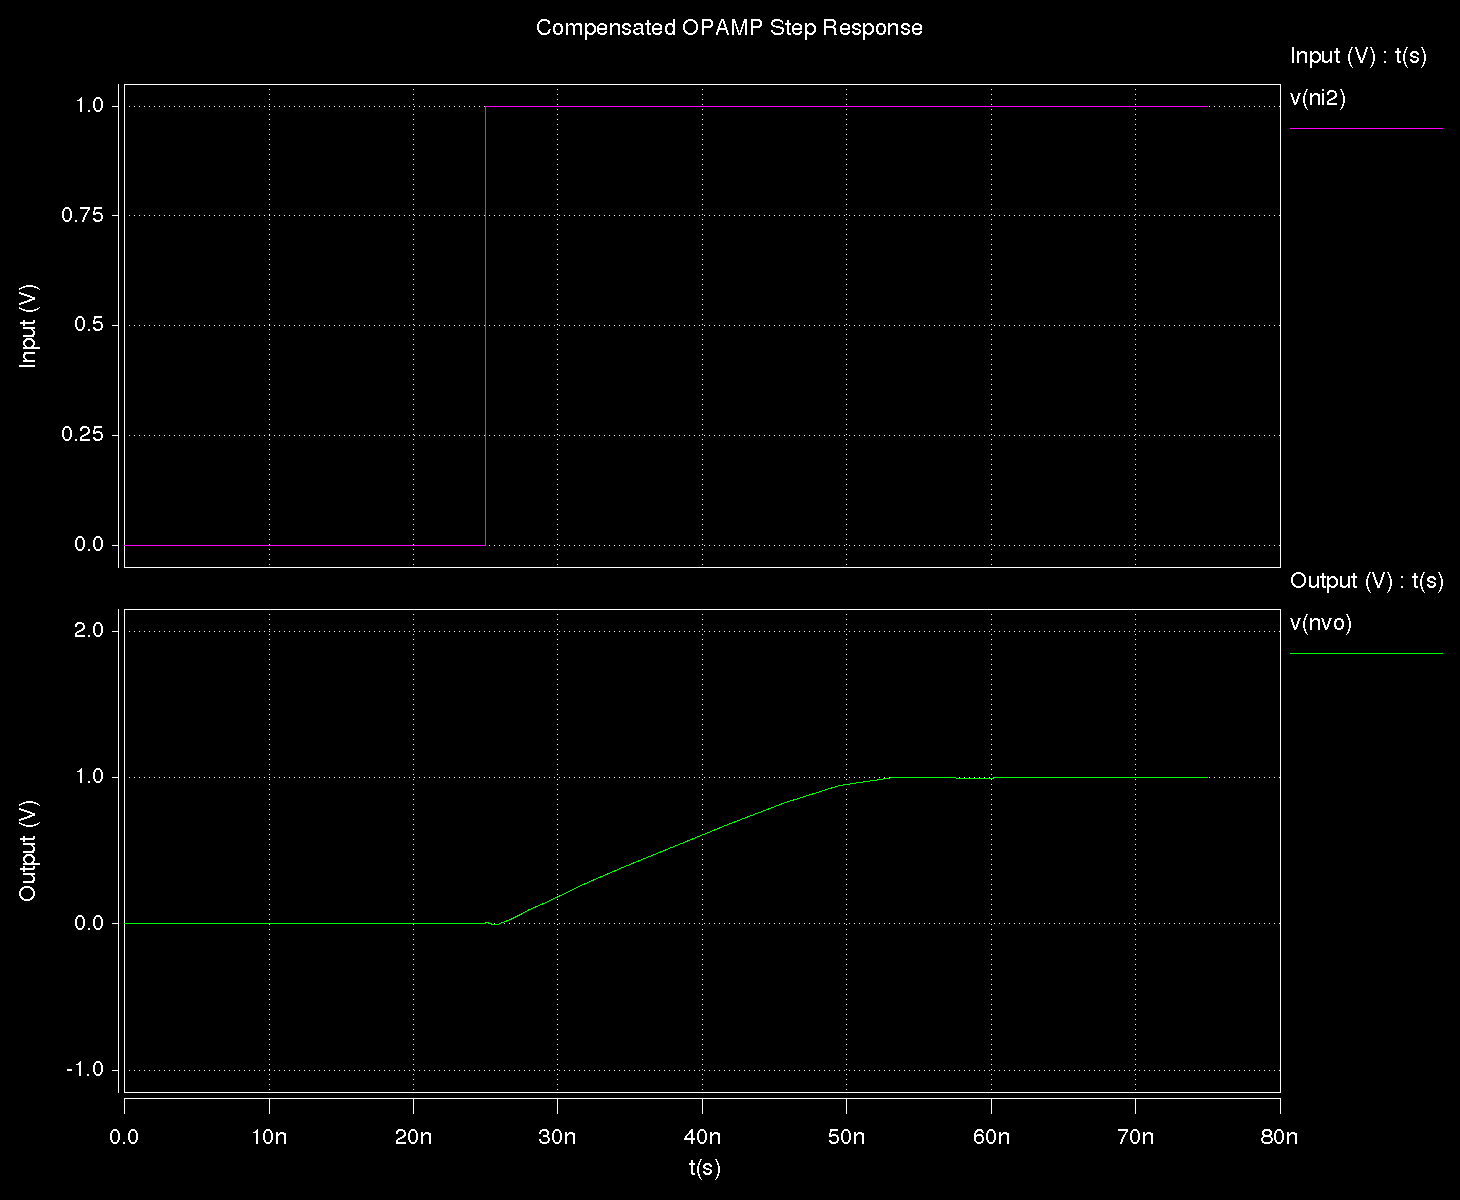 Compensated OPAMP Step Response
Input (V) : t(s)
v(ni2)
1.0
0.75
0.5
0.25
0.0
Input (V)
Output (V) : t(s)
v(nvo)
2.0
1.0
0.0
-1.0
Output (V)
0.0 10n 20n 30n 40n 50n 60n 70n 80n
t(s)